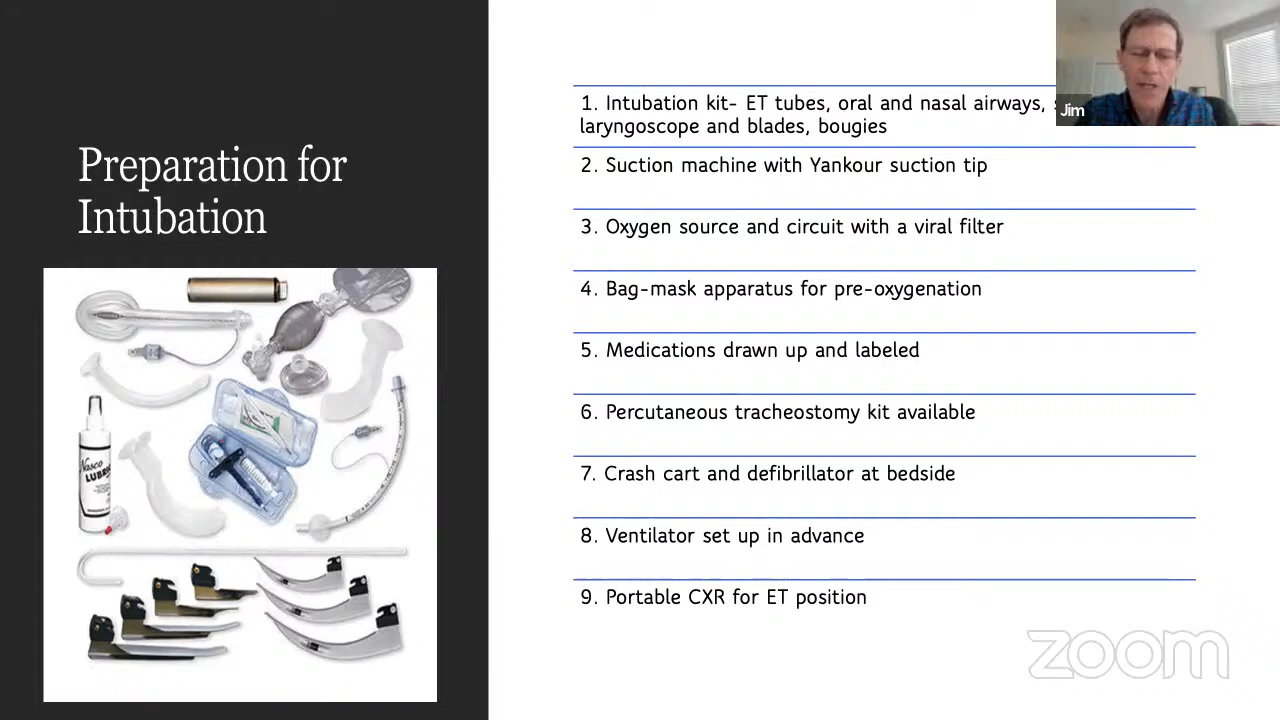 Preparation for
Intubation
1. Intubation kit- ET tubes, oral and nasal airways,
laryngoscope and blades, bougies
2. Suction machine with Yankour suction tip
3. Oxygen source and circuit with a viral filter
4. Bag-mask apparatus for pre-oxygenation
5. Medications drawn up and labeled
6. Percutaneous tracheostomy kit available
7. Crash cart and defibrillator at bedside
8. Ventilator set up in advance
9. Portable CXR for ET position
Jim
Nasco
zoom